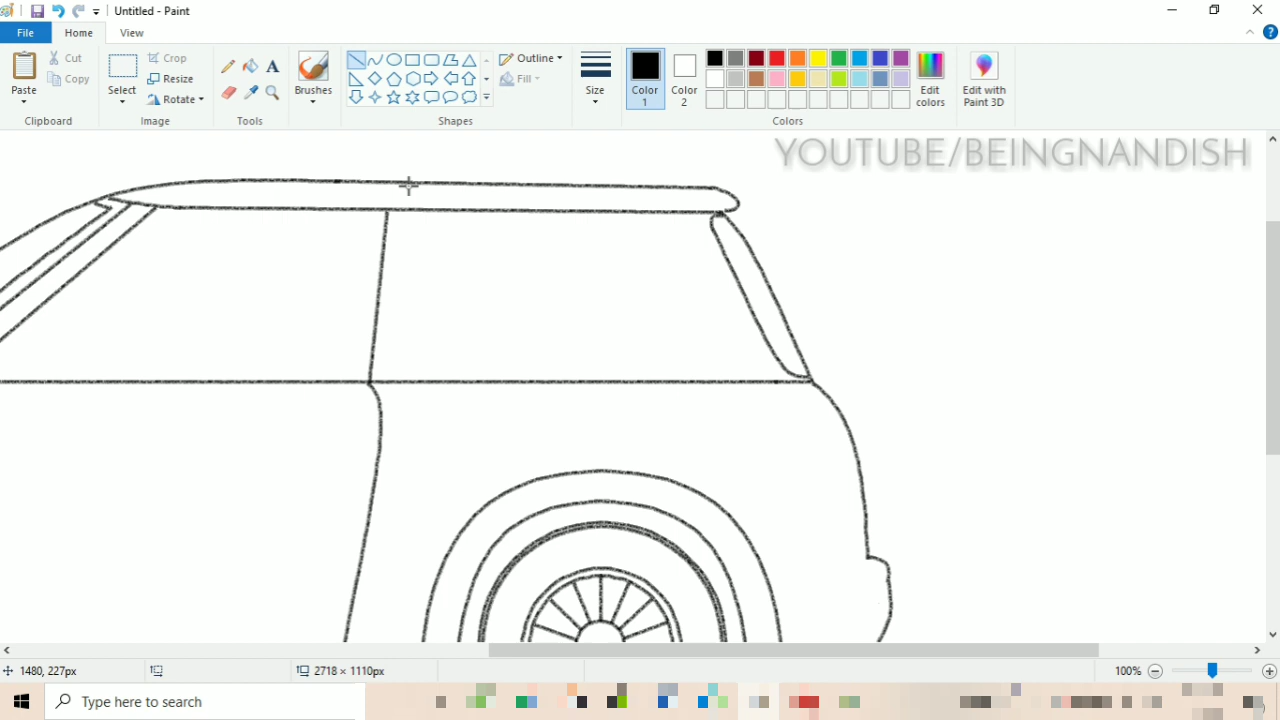 Untitled - Paint
File
Home
View
Paste
Cut
Copy
Clipboard
Select
Crop
Resize
Rotate
Image
A
Tools
Brushes
Outline
Fill
Shapes
Size
Color 1
Color 2
Edit colors
Colors
Edit with Paint 3D
YOUTUBE/BEINGNANDISH
1480, 227px
2718 × 1110px
100%
Type here to search